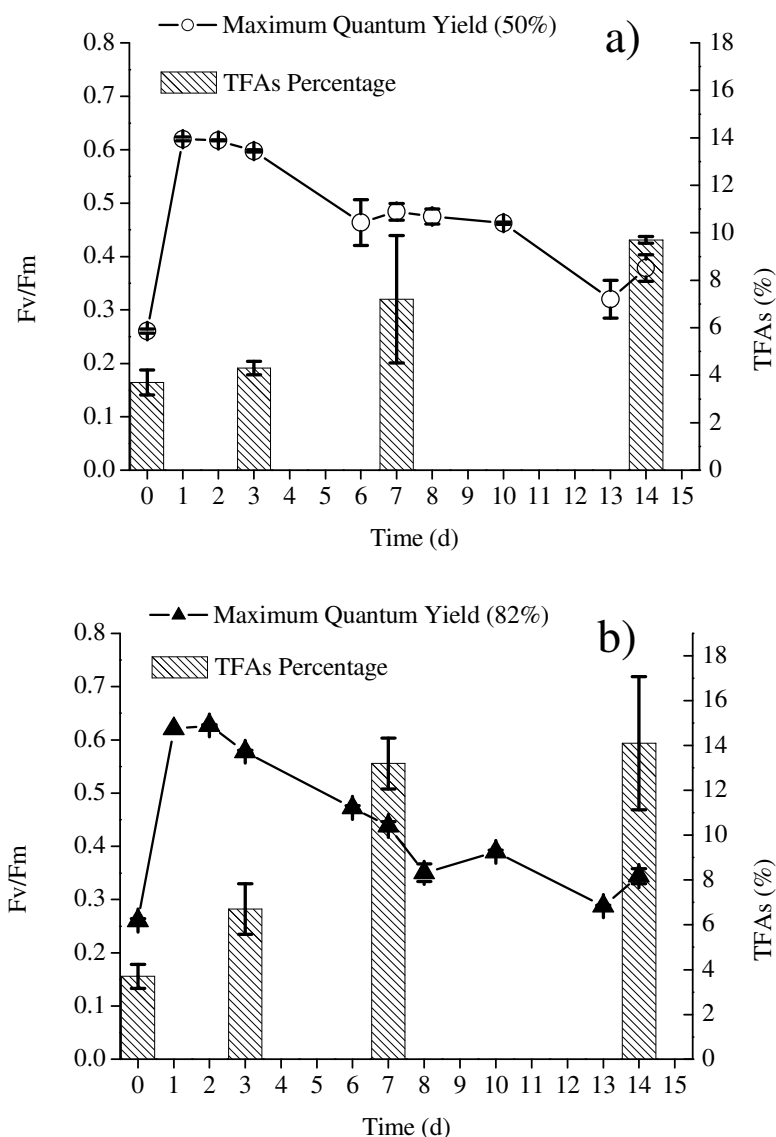 Maximum Quantum Yield (50%)
a)
TFAs Percentage
0.8
0.7
0.6
0.5
0.4
0.3
0.2
0.1
0.0
Fv/Fm
18
16
14
12
10
8
6
4
2
0
TFAs (%)
0 1 2 3 4 5 6 7 8 9 10 11 12 13 14 15
Time (d)
Maximum Quantum Yield (82%)
b)
TFAs Percentage
0.8
0.7
0.6
0.5
0.4
0.3
0.2
0.1
0.0
Fv/Fm
18
16
14
12
10
8
6
4
2
0
TFAs (%)
0 1 2 3 4 5 6 7 8 9 10 11 12 13 14 15
Time (d)